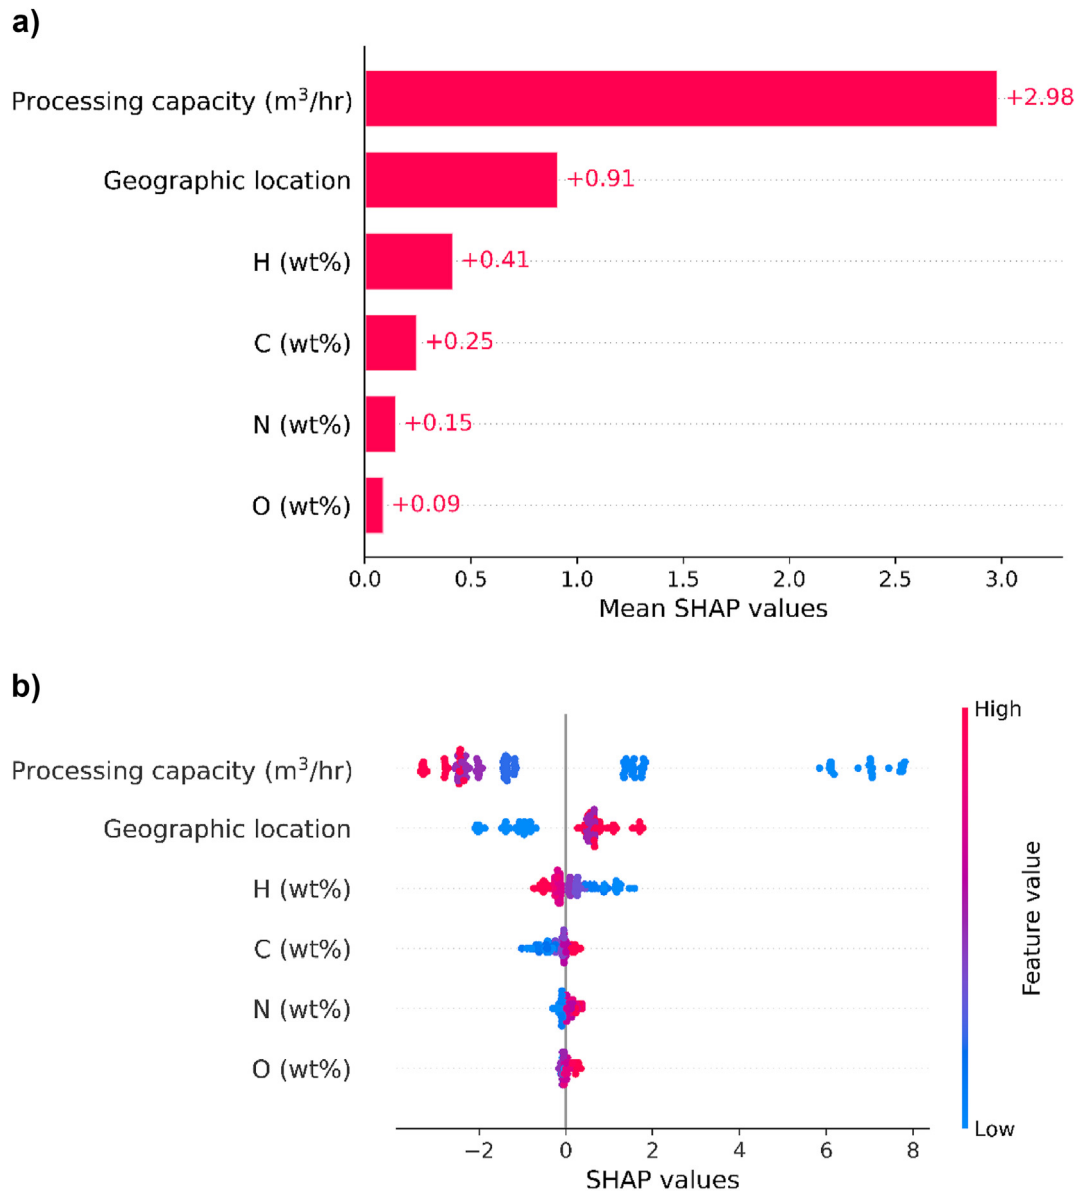 a)
Processing capacity (m³/hr)
+2.98
Geographic location
+0.91
H (wt%)
+0.41
C (wt%)
+0.25
N (wt%)
+0.15
O (wt%)
+0.09
0.0 0.5 1.0 1.5 2.0 2.5 3.0
Mean SHAP values
b)
High
Processing capacity (m³/hr)
Geographic location
H (wt%)
C (wt%)
N (wt%)
O (wt%)
Feature value
Low
−2 0 2 4 6 8
SHAP values